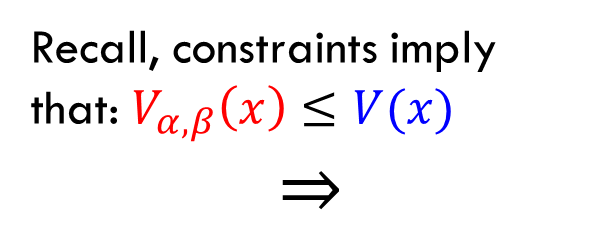 Recall, constraints imply
that: V_{α,β}(x) ≤ V(x)
⇒